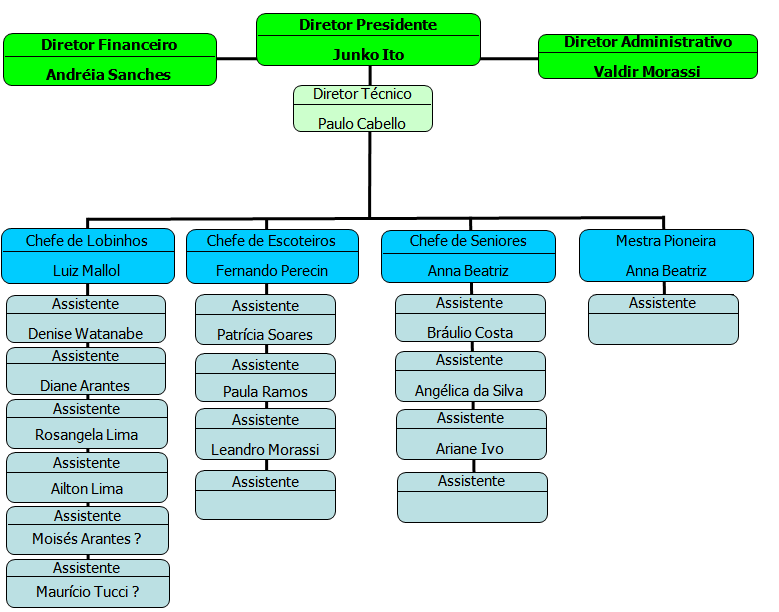 Diretor Presidente
Junko Ito
Diretor Financeiro
Andréia Sanches
Diretor Administrativo
Valdir Morassi
Diretor Técnico
Paulo Cabello
Chefe de Lobinhos
Luiz Mallol
Assistente
Denise Watanabe
Assistente
Diane Arantes
Assistente
Rosangela Lima
Assistente
Ailton Lima
Assistente
Moisés Arantes ?
Assistente
Maurício Tucci ?
Chefe de Escoteiros
Fernando Perecin
Assistente
Patrícia Soares
Assistente
Paula Ramos
Assistente
Leandro Morassi
Assistente
Chefe de Seniores
Anna Beatriz
Assistente
Bráulio Costa
Assistente
Angélica da Silva
Assistente
Ariane Ivo
Assistente
Mestra Pioneira
Anna Beatriz
Assistente